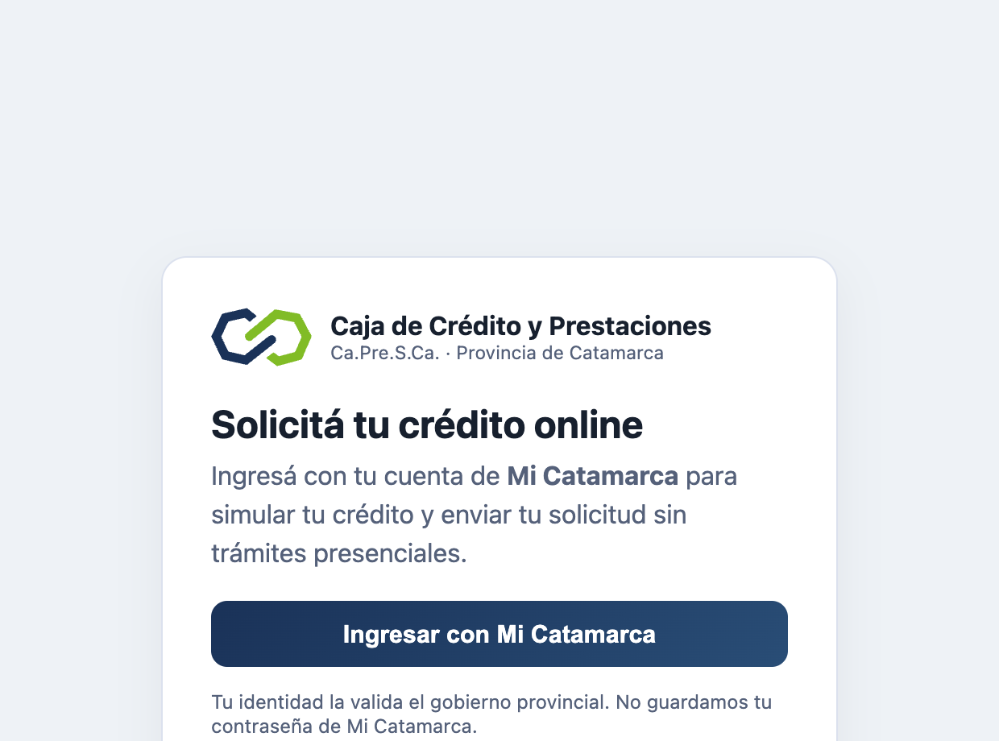 Caja de Crédito y Prestaciones
Ca.Pre.S.Ca. · Provincia de Catamarca
Solicitá tu crédito online
Ingresá con tu cuenta de Mi Catamarca para
simular tu crédito y enviar tu solicitud sin
trámites presenciales.
Ingresar con Mi Catamarca
Tu identidad la valida el gobierno provincial. No guardamos tu
contraseña de Mi Catamarca.